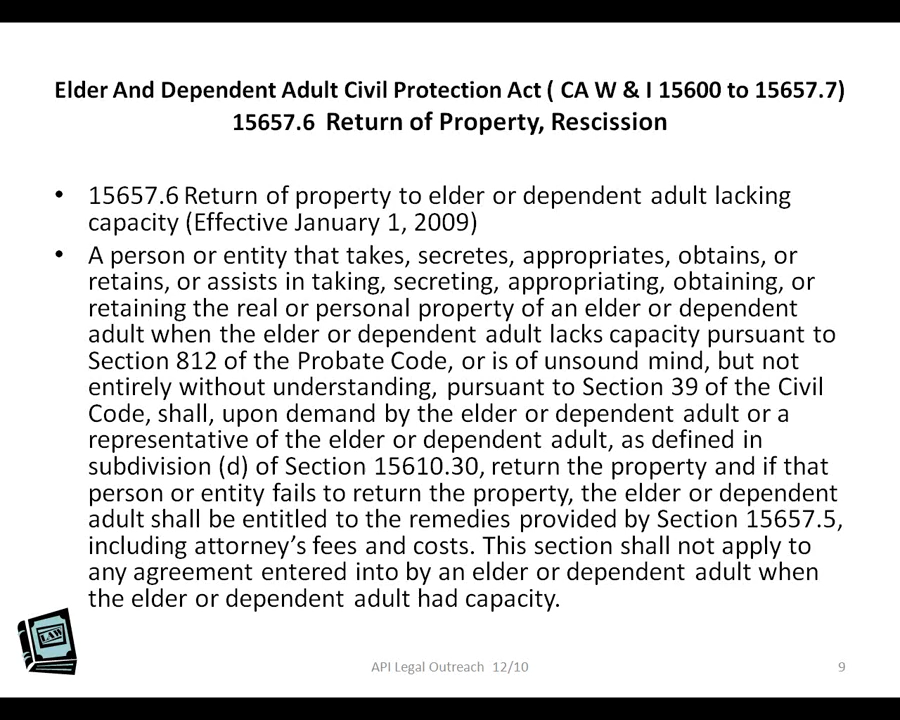 Elder And Dependent Adult Civil Protection Act ( CA W & I 15600 to 15657.7)
15657.6 Return of Property, Rescission
• 15657.6 Return of property to elder or dependent adult lacking
capacity (Effective January 1, 2009)
• A person or entity that takes, secretes, appropriates, obtains, or
retains, or assists in taking, secreting, appropriating, obtaining, or
retaining the real or personal property of an elder or dependent
adult when the elder or dependent adult lacks capacity pursuant to
Section 812 of the Probate Code, or is of unsound mind, but not
entirely without understanding, pursuant to Section 39 of the Civil
Code, shall, upon demand by the elder or dependent adult or a
representative of the elder or dependent adult, as defined in
subdivision (d) of Section 15610.30, return the property and if that
person or entity fails to return the property, the elder or dependent
adult shall be entitled to the remedies provided by Section 15657.5,
including attorney’s fees and costs. This section shall not apply to
any agreement entered into by an elder or dependent adult when
the elder or dependent adult had capacity.
LAW
API Legal Outreach 12/10
9